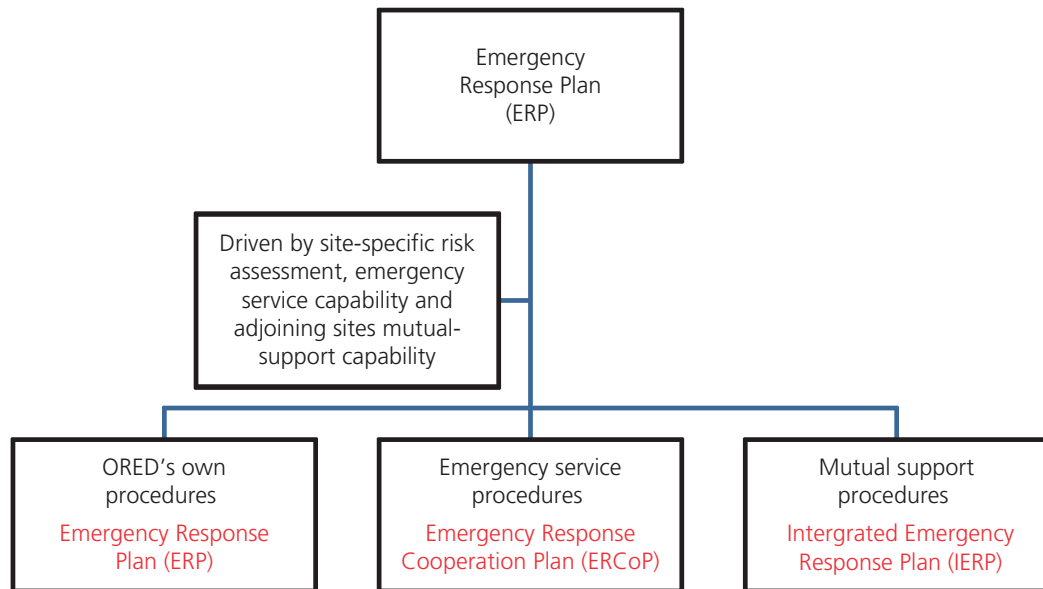 Emergency
Response Plan
(ERP)
Driven by site-specific risk
assessment, emergency
service capability and
adjoining sites mutual-
support capability
ORED's own
procedures
Emergency Response
Plan (ERP)
Emergency service
procedures
Emergency Response
Cooperation Plan (ERCoP)
Mutual support
procedures
Intergrated Emergency
Response Plan (IERP)